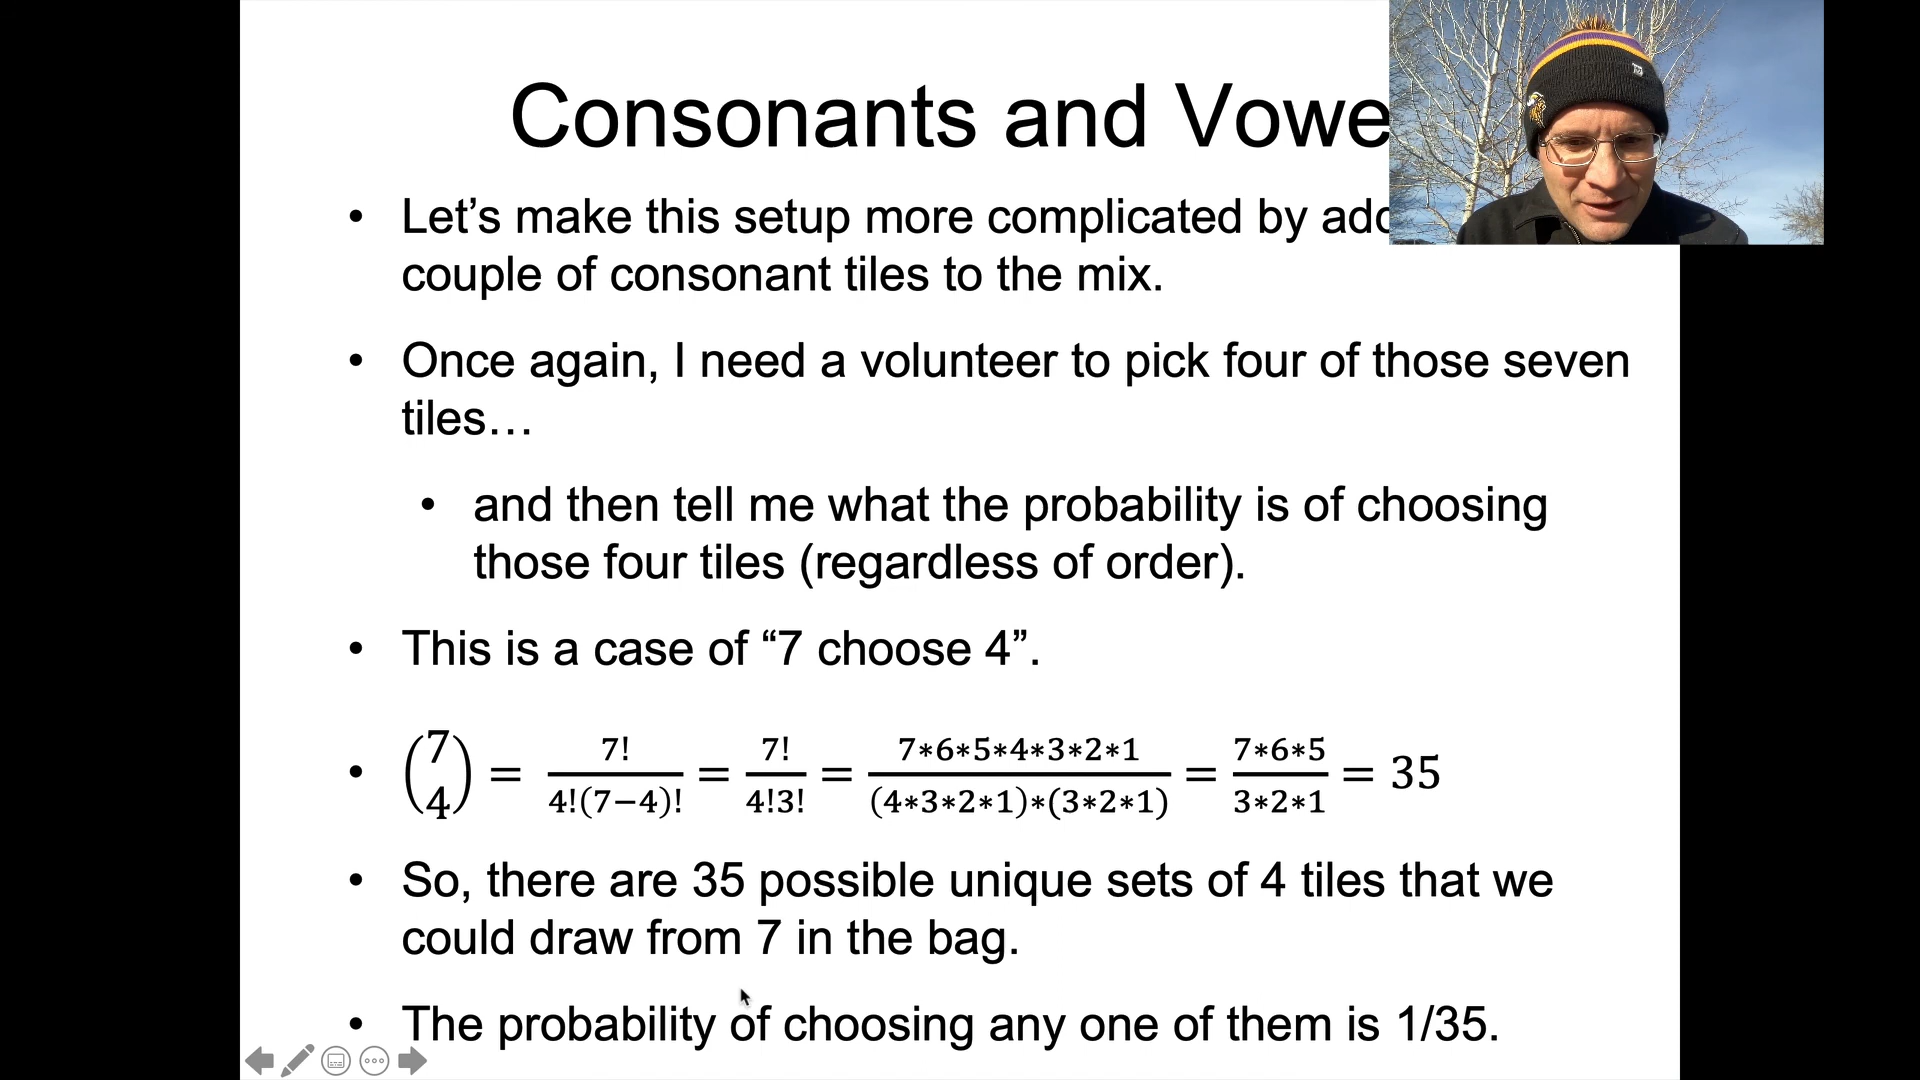 Consonants and Vowe
• Let’s make this setup more complicated by add
couple of consonant tiles to the mix.
• Once again, I need a volunteer to pick four of those seven
tiles…
• and then tell me what the probability is of choosing
those four tiles (regardless of order).
• This is a case of “7 choose 4”.
• (7 4) = 7!/4!(7−4)! = 7!/4!3! = 7∗6∗5∗4∗3∗2∗1/(4∗3∗2∗1)∗(3∗2∗1) = 7∗6∗5/3∗2∗1 = 35
• So, there are 35 possible unique sets of 4 tiles that we
could draw from 7 in the bag.
• The probability of choosing any one of them is 1/35.